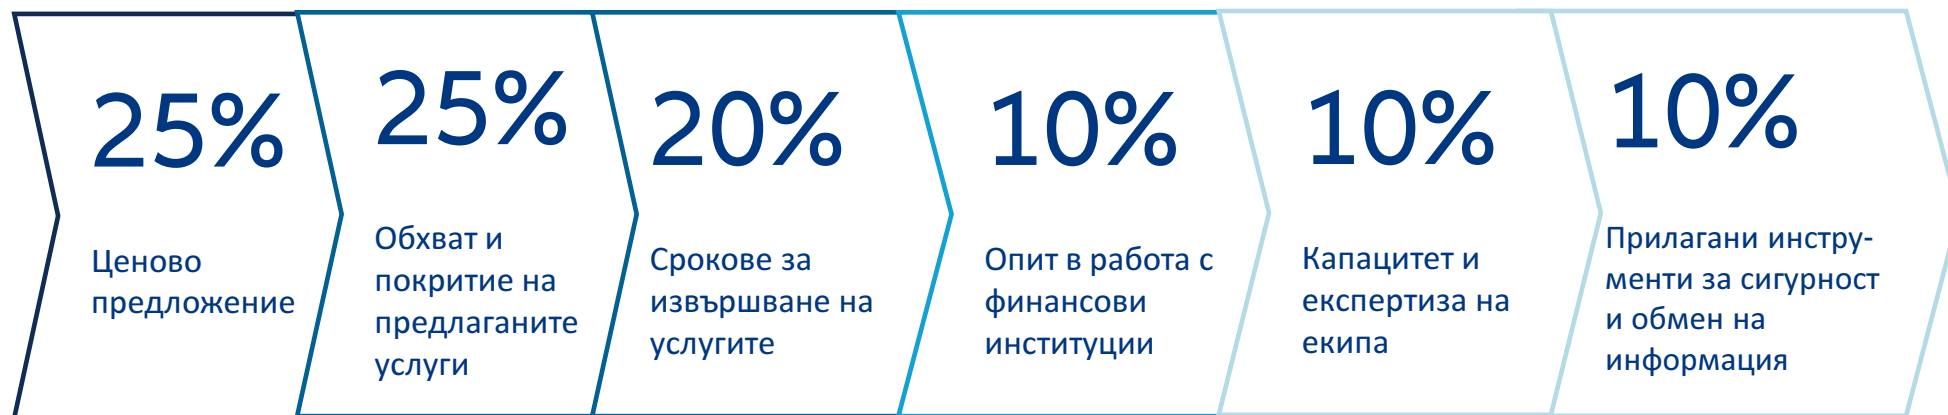 25%
Ценово
предложение
25%
Обхват и
покритие на
предлаганите
услуги
20%
Срокове за
извършване на
услугите
10%
Опит в работа с
финансови
институции
10%
Капацитет и
експертиза на
екипа
10%
Прилагани инстру-
менти за сигурност
и обмен на
информация